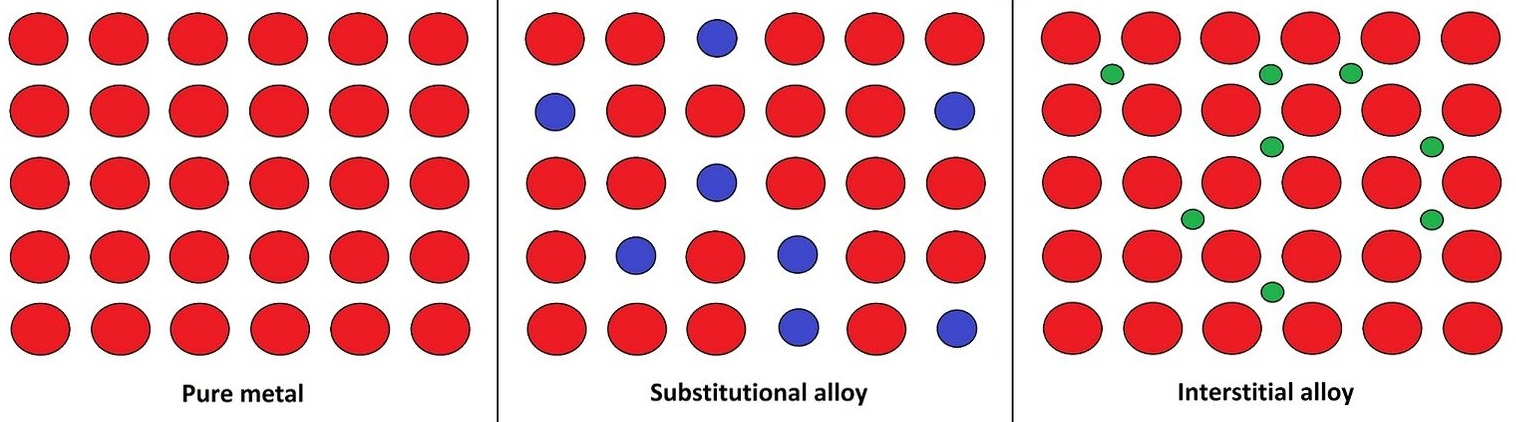 Pure metal
Substitutional alloy
Interstitial alloy